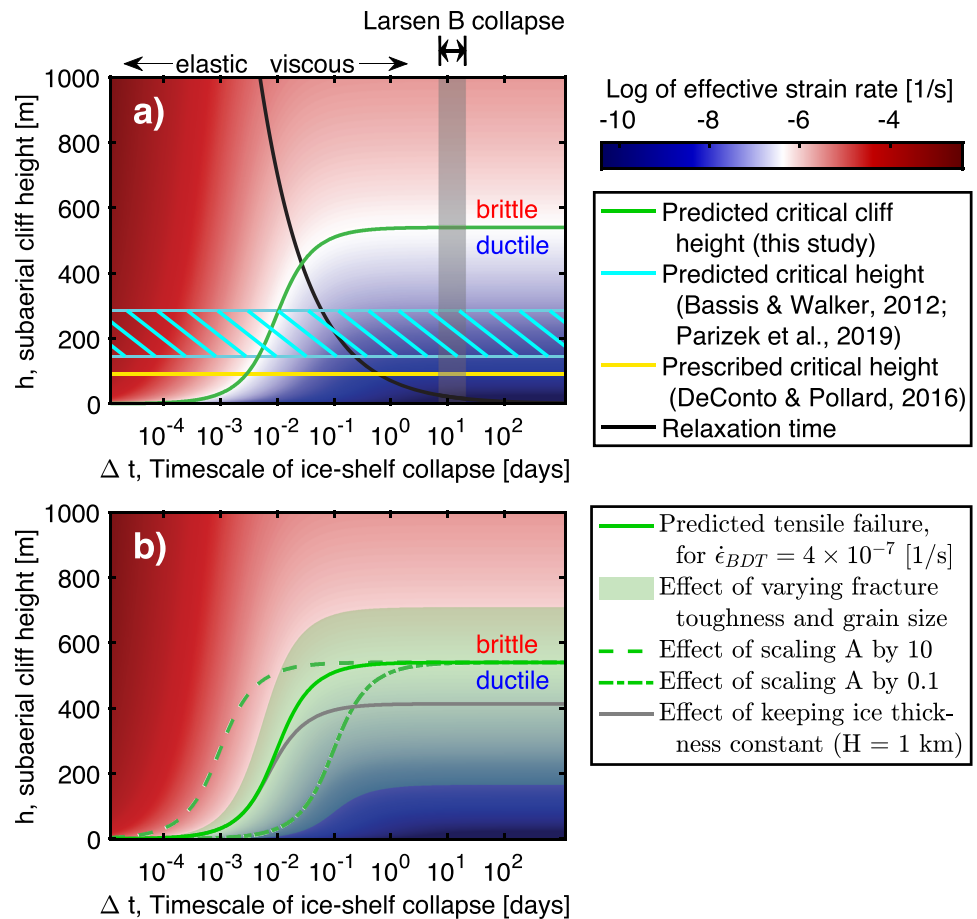 Larsen B collapse
elastic viscous
a)
1000
800
600
400
200
0
h, subaerial cliff height [m]
brittle
ductile
10-4 10-3 10-2 10-1 100 101 102
Δ t, Timescale of ice-shelf collapse [days]
Log of effective strain rate [1/s]
-10 -8 -6 -4
Predicted critical cliff
height (this study)
Predicted critical height
(Bassis & Walker, 2012;
Parizek et al., 2019)
Prescribed critical height
(DeConto & Pollard, 2016)
Relaxation time
b)
1000
800
600
400
200
0
h, subaerial cliff height [m]
brittle
ductile
10-4 10-3 10-2 10-1 100 101 102
Δ t, Timescale of ice-shelf collapse [days]
Predicted tensile failure,
for ε̇BDT = 4 × 10−7 [1/s]
Effect of varying fracture
toughness and grain size
Effect of scaling A by 10
Effect of scaling A by 0.1
Effect of keeping ice thick-
ness constant (H = 1 km)